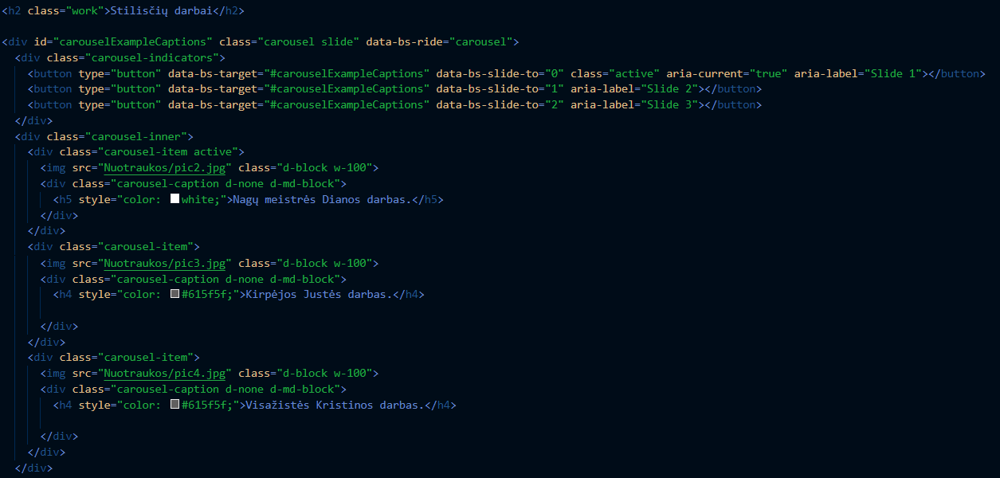 <h2 class="work">Stilisčių darbai</h2>
<div id="carouselExampleCaptions" class="carousel slide" data-bs-ride="carousel">
<div class="carousel-indicators">
<button type="button" data-bs-target="#carouselExampleCaptions" data-bs-slide-to="0" class="active" aria-current="true" aria-label="Slide 1"></button>
<button type="button" data-bs-target="#carouselExampleCaptions" data-bs-slide-to="1" aria-label="Slide 2"></button>
<button type="button" data-bs-target="#carouselExampleCaptions" data-bs-slide-to="2" aria-label="Slide 3"></button>
</div>
<div class="carousel-inner">
<div class="carousel-item active">
<img src="Nuotraukos/pic2.jpg" class="d-block w-100">
<div class="carousel-caption d-none d-md-block">
<h5 style="color: white;">Nagų meistrės Dianos darbas.</h5>
</div>
</div>
<div class="carousel-item">
<img src="Nuotraukos/pic3.jpg" class="d-block w-100">
<div class="carousel-caption d-none d-md-block">
<h4 style="color: #615f5f;">Kirpėjos Justės darbas.</h4>
</div>
</div>
<div class="carousel-item">
<img src="Nuotraukos/pic4.jpg" class="d-block w-100">
<div class="carousel-caption d-none d-md-block">
<h4 style="color: #615f5f;">Visažistės Kristinos darbas.</h4>
</div>
</div>
</div>